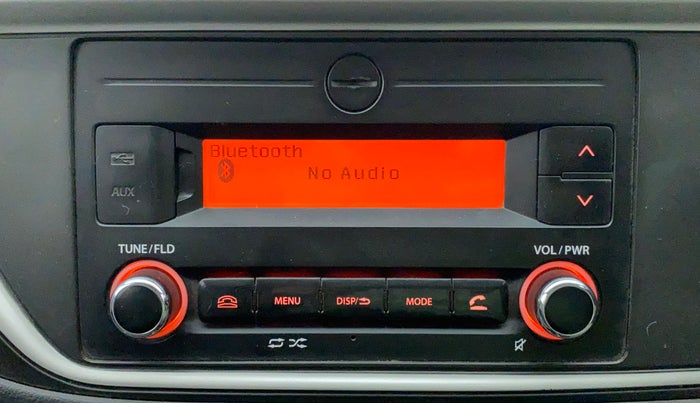 Bluetooth
No Audio
AUX
TUNE/FLD
VOL/PWR
MENU
DISP/
MODE